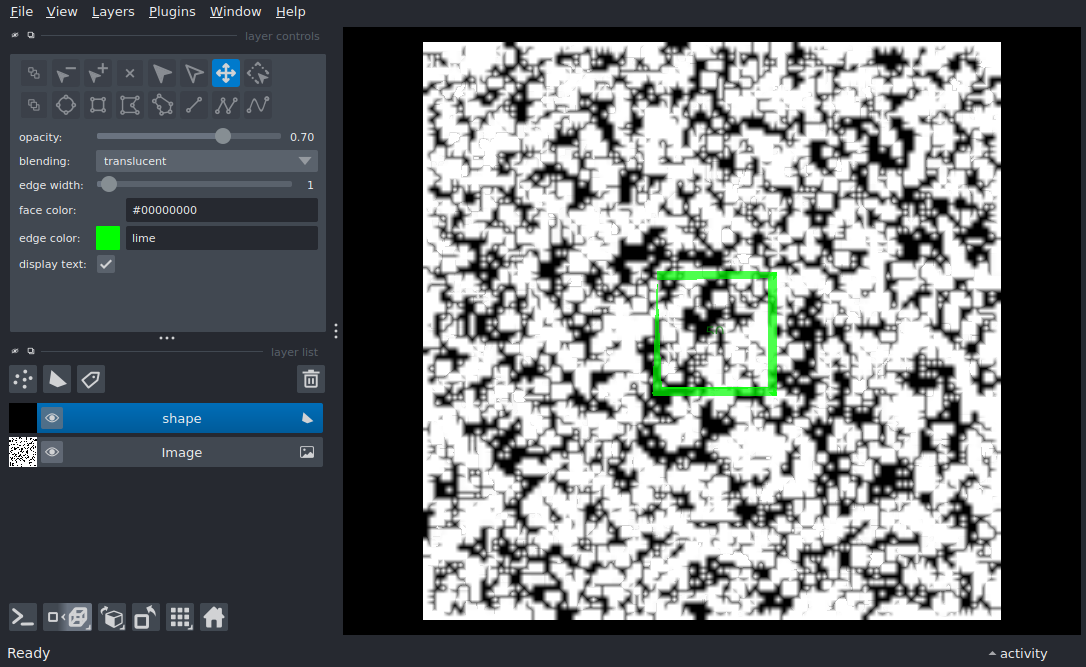 File View Layers Plugins Window Help
layer controls
opacity: 0.70
blending: translucent
edge width: 1
face color: #00000000
edge color: lime
display text:
layer list
shape
Image
Ready
activity